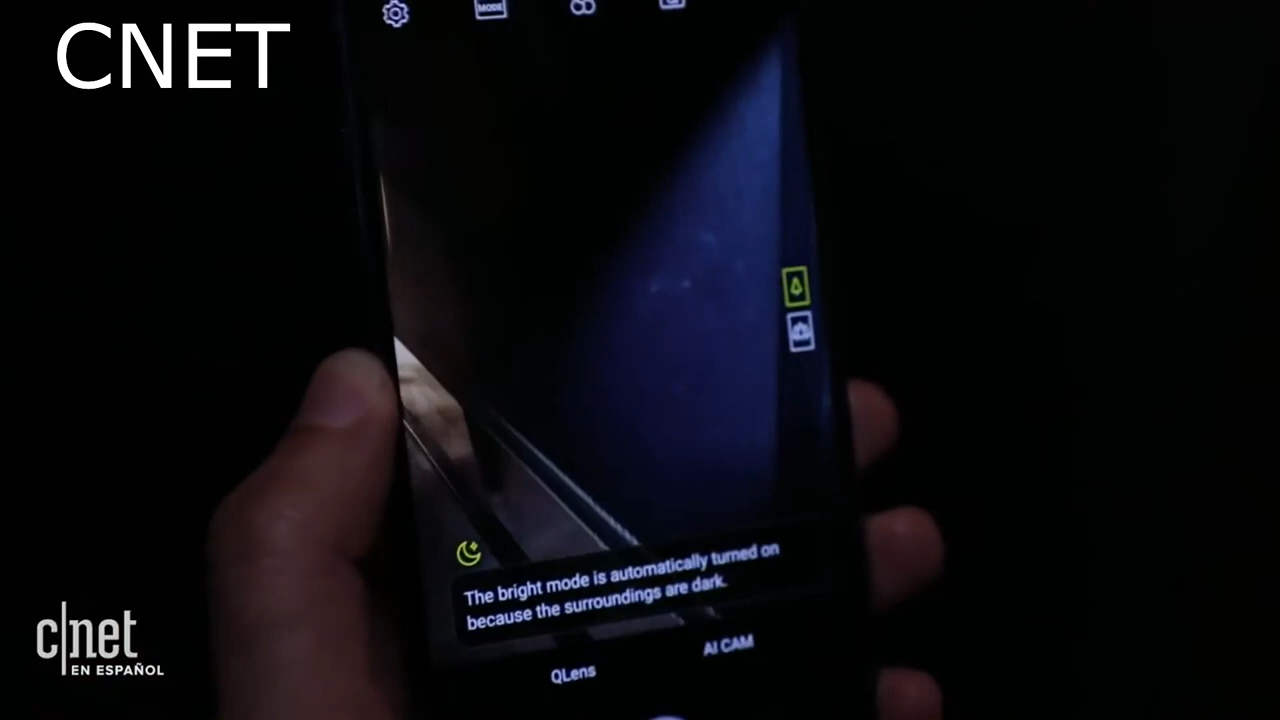 CNET
MODE
The bright mode is automatically turned on
because the surroundings are dark.
AI CAM
QLens
c|net
EN ESPAÑOL